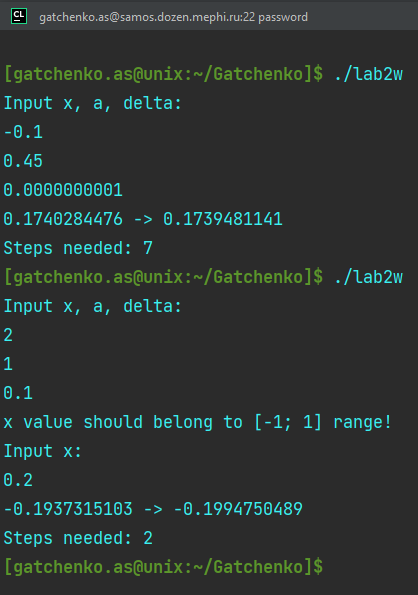 CL gatchenko.as@samos.dozen.mephi.ru:22 password
[gatchenko.as@unix:~/Gatchenko]$ ./lab2w
Input x, a, delta:
-0.1
0.45
0.0000000001
0.1740284476 -> 0.1739481141
Steps needed: 7
[gatchenko.as@unix:~/Gatchenko]$ ./lab2w
Input x, a, delta:
2
1
0.1
x value should belong to [-1; 1] range!
Input x:
0.2
-0.1937315103 -> -0.1994750489
Steps needed: 2
[gatchenko.as@unix:~/Gatchenko]$